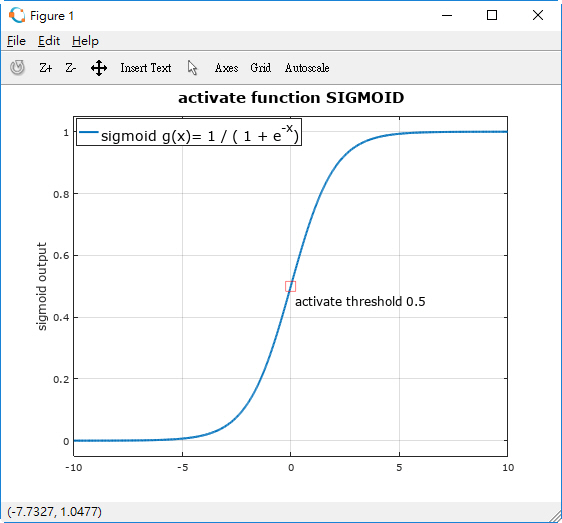 Figure 1
File Edit Help
Z+ Z- Insert Text Axes Grid Autoscale
activate function SIGMOID
sigmoid g(x)= 1 / ( 1 + e^-x)
1
0.8
0.6
0.4
0.2
0
sigmoid output
activate threshold 0.5
-10 -5 0 5 10
(-7.7327, 1.0477)